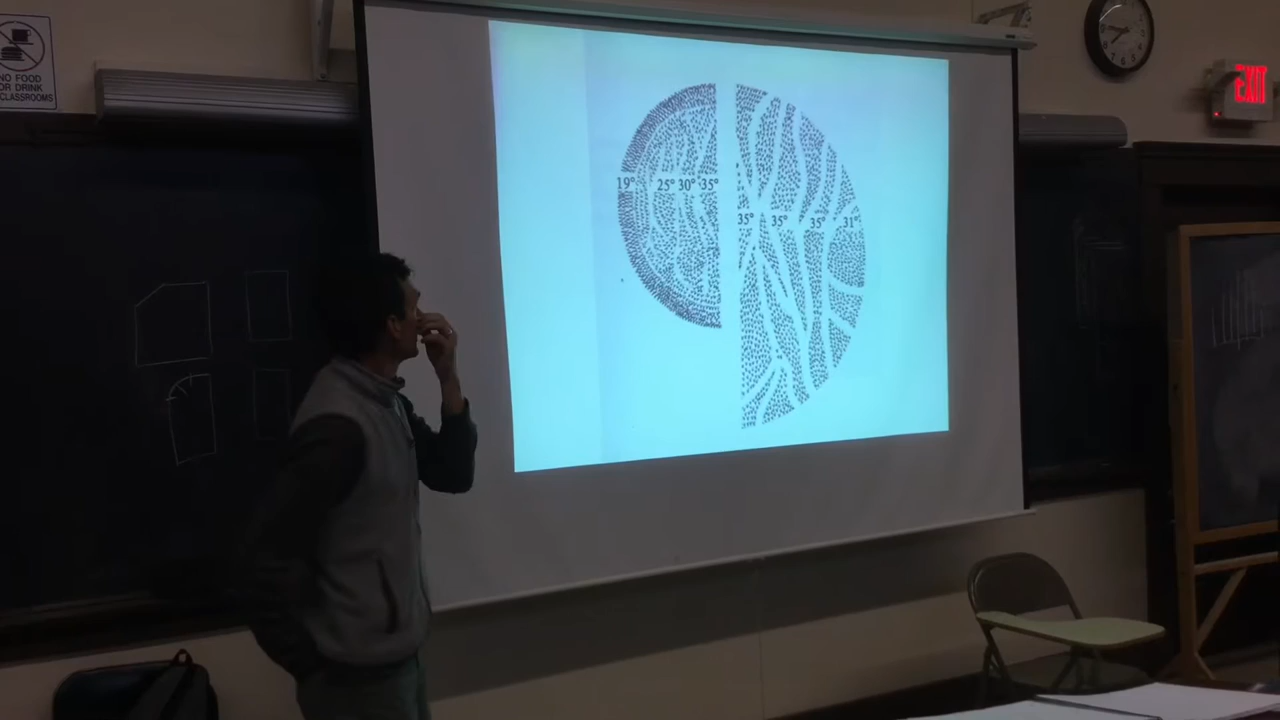 NO FOOD
OR DRINK
CLASSROOMS
19° 25° 30° 35°
35° 35° 35° 31°
EXIT